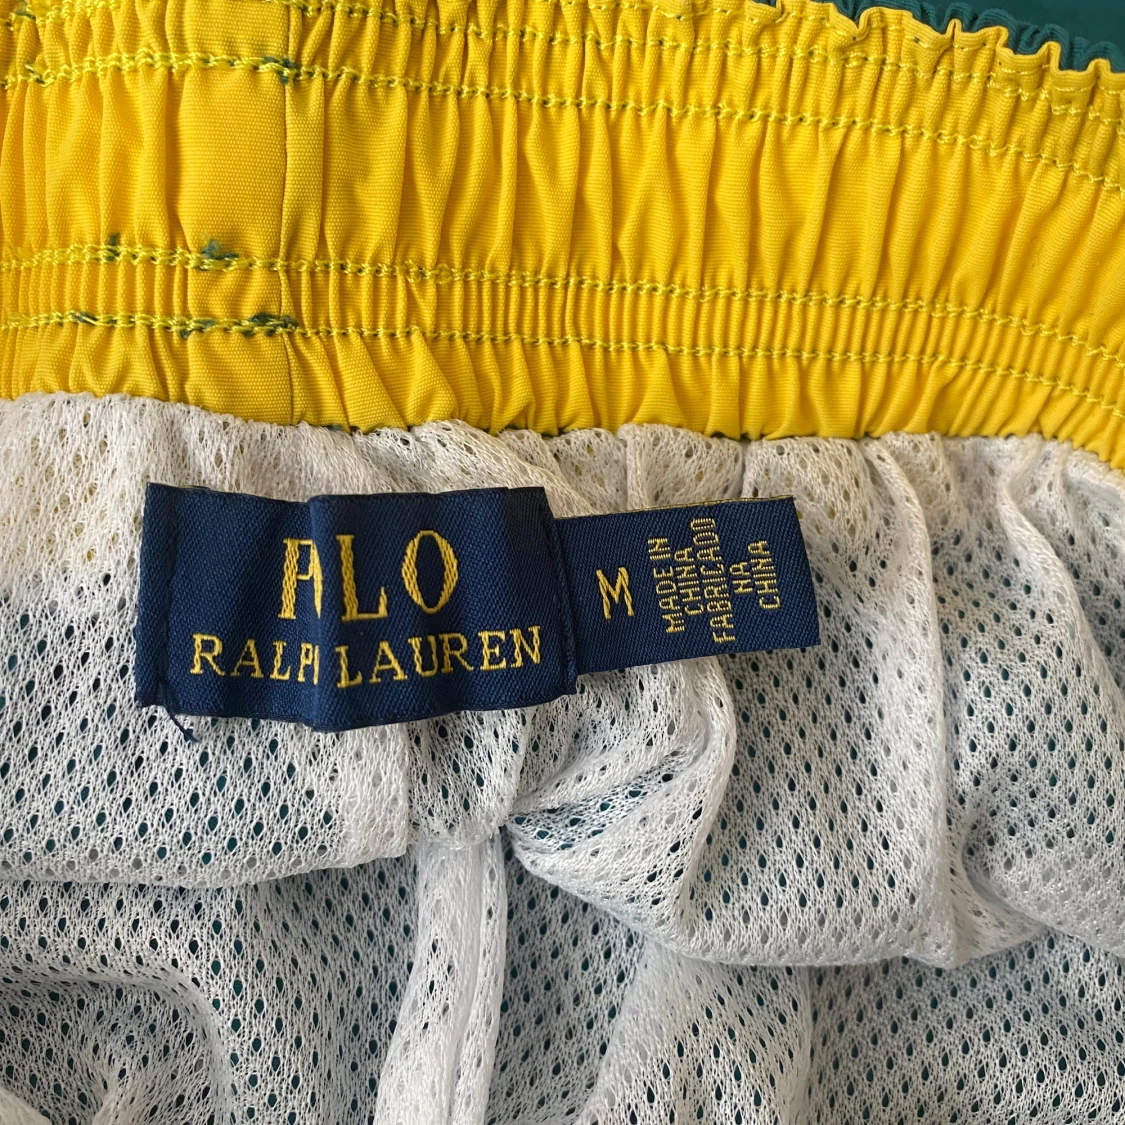 POLO
RALPH LAUREN
M
MADE IN
CHINA
FABRICADO
NA
CHINA